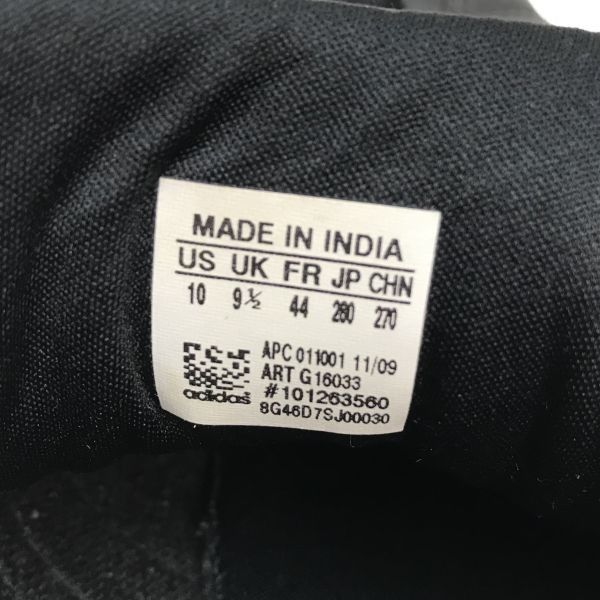 MADE IN INDIA
US UK FR JP CHN
10 9½ 44 280 270
APC 011001 11/09
ART G16033
#101263560
adidas 8G46D7SJ00030